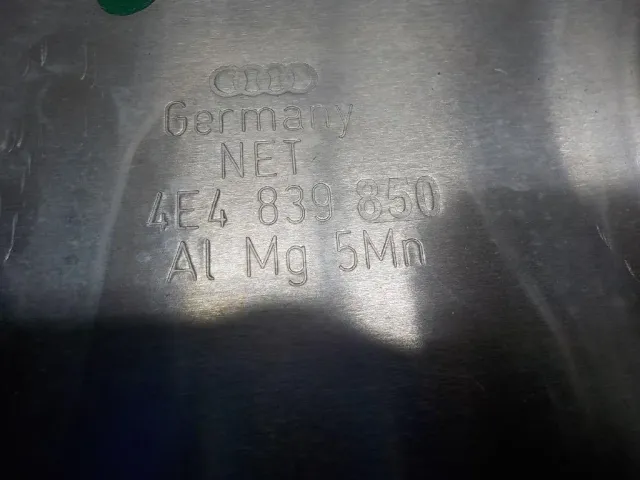 Germany
NET
4E4 839 850
Al Mg 5Mn